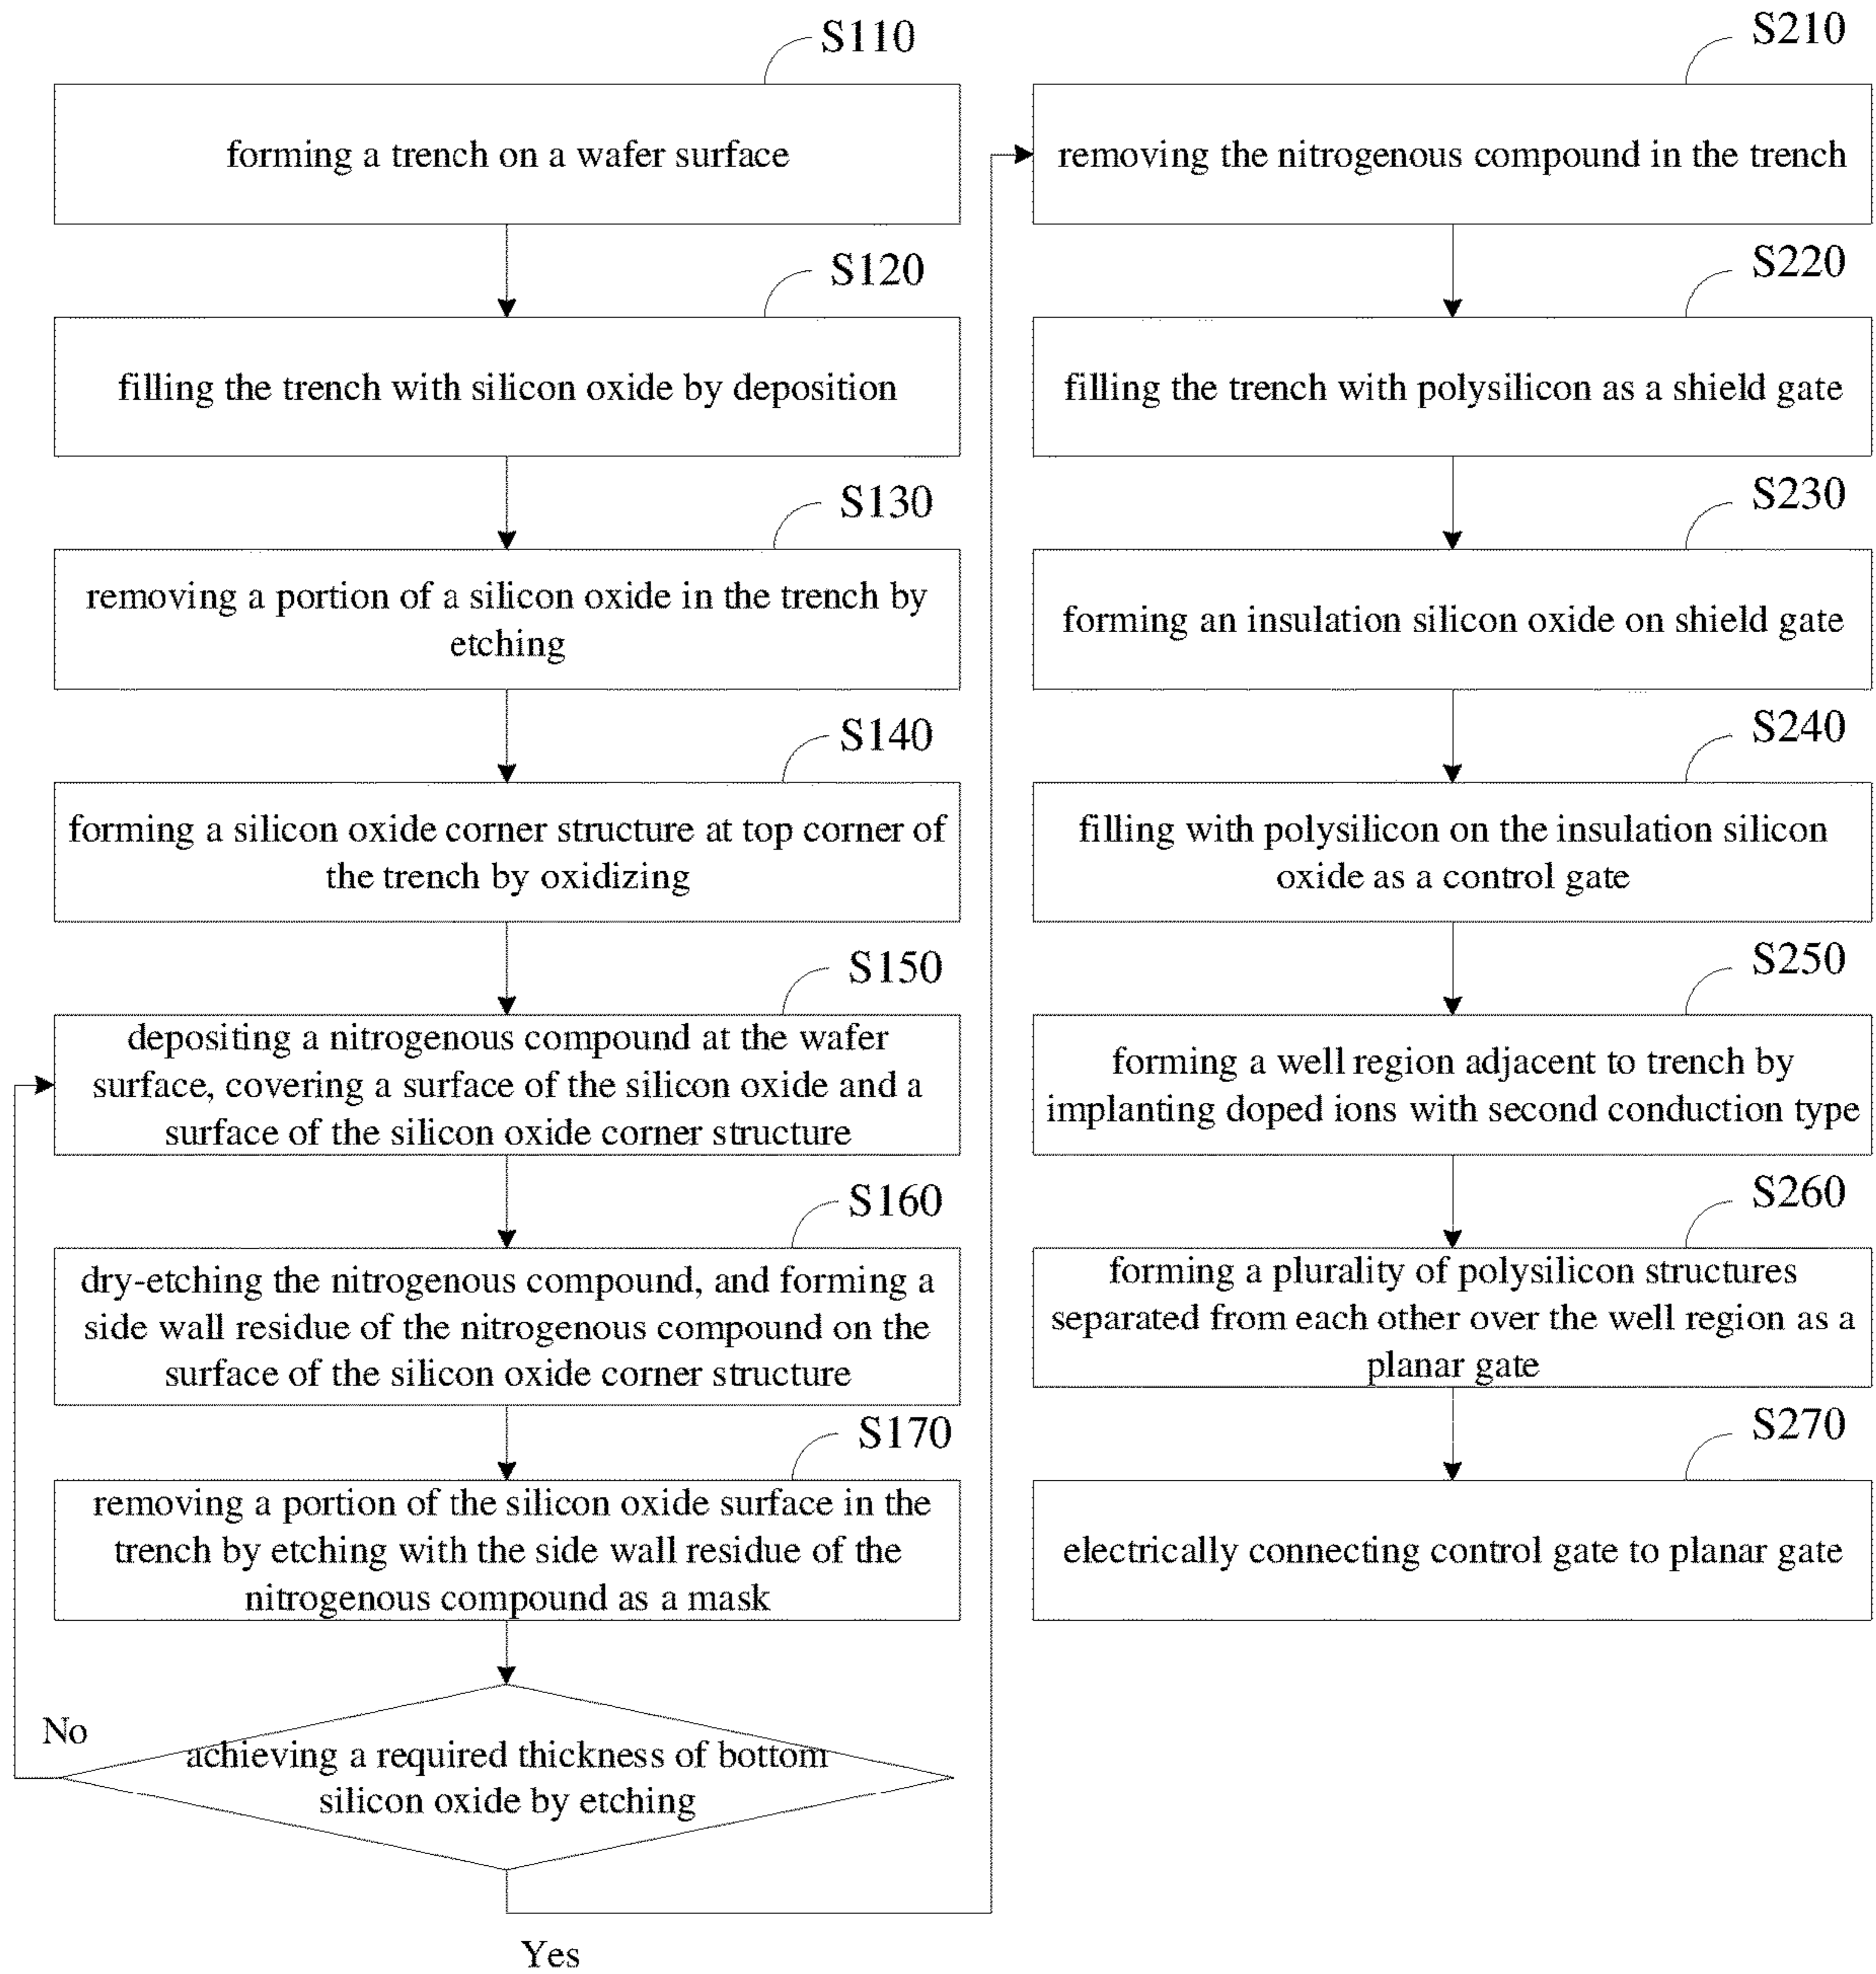 S110
forming a trench on a wafer surface
S120
filling the trench with silicon oxide by deposition
S130
removing a portion of a silicon oxide in the trench by
etching
S140
forming a silicon oxide corner structure at top corner of
the trench by oxidizing
S150
depositing a nitrogenous compound at the wafer
surface, covering a surface of the silicon oxide and a
surface of the silicon oxide corner structure
S160
dry-etching the nitrogenous compound, and forming a
side wall residue of the nitrogenous compound on the
surface of the silicon oxide corner structure
S170
removing a portion of the silicon oxide surface in the
trench by etching with the side wall residue of the
nitrogenous compound as a mask
No
achieving a required thickness of bottom
silicon oxide by etching
Yes
S210
removing the nitrogenous compound in the trench
S220
filling the trench with polysilicon as a shield gate
S230
forming an insulation silicon oxide on shield gate
S240
filling with polysilicon on the insulation silicon
oxide as a control gate
S250
forming a well region adjacent to trench by
implanting doped ions with second conduction type
S260
forming a plurality of polysilicon structures
separated from each other over the well region as a
planar gate
S270
electrically connecting control gate to planar gate